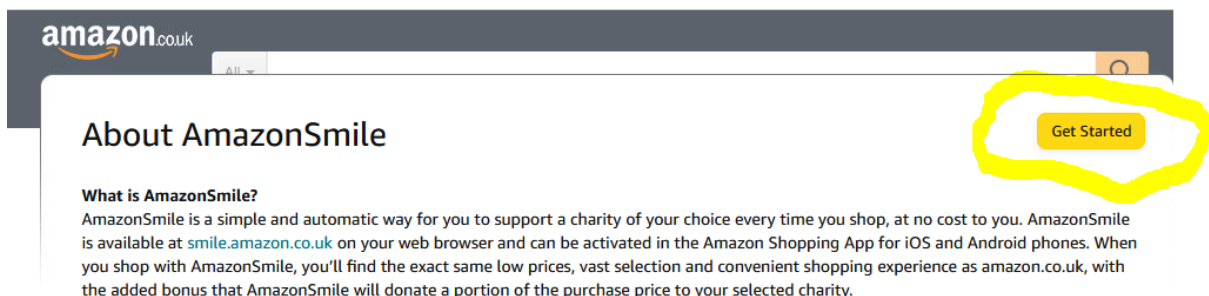 amazon.co.uk
All
About AmazonSmile
Get Started
What is AmazonSmile?
AmazonSmile is a simple and automatic way for you to support a charity of your choice every time you shop, at no cost to you. AmazonSmile
is available at smile.amazon.co.uk on your web browser and can be activated in the Amazon Shopping App for iOS and Android phones. When
you shop with AmazonSmile, you’ll find the exact same low prices, vast selection and convenient shopping experience as amazon.co.uk, with
the added bonus that AmazonSmile will donate a portion of the purchase price to your selected charity.